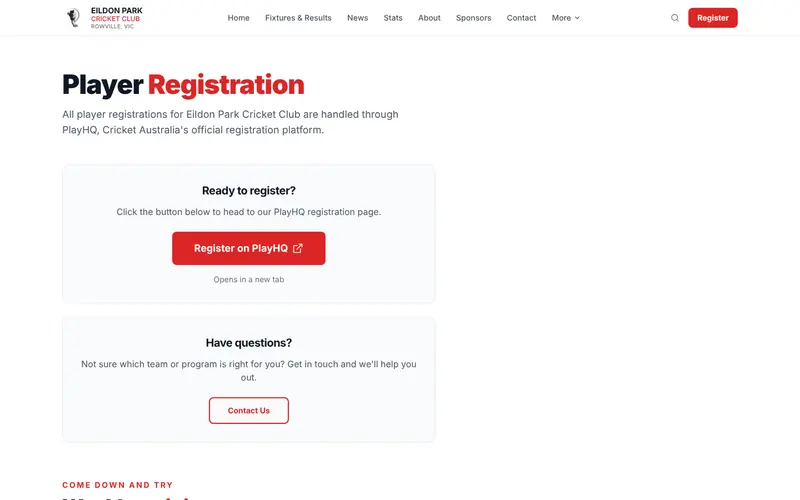 EILDON PARK
CRICKET CLUB
ROWVILLE, VIC
Home
Fixtures & Results
News
Stats
About
Sponsors
Contact
More
Register
Player Registration
All player registrations for Eildon Park Cricket Club are handled through
PlayHQ, Cricket Australia's official registration platform.
Ready to register?
Click the button below to head to our PlayHQ registration page.
Register on PlayHQ
Opens in a new tab
Have questions?
Not sure which team or program is right for you? Get in touch and we'll help you
out.
Contact Us
COME DOWN AND TRY